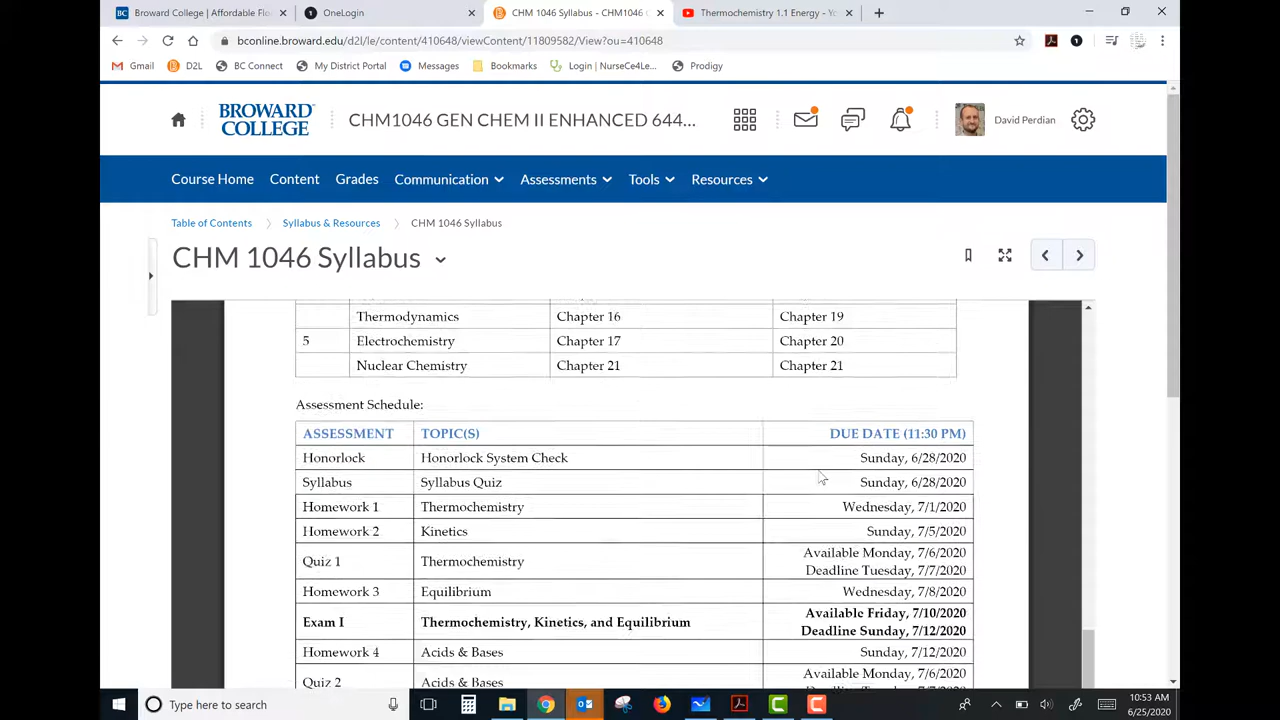 Broward College | Affordable Flo
OneLogin
CHM 1046 Syllabus - CHM1046 G
Thermochemistry 1.1 Energy - Yo
bconline.broward.edu/d2l/le/content/410648/viewContent/11809582/View?ou=410648
Gmail
D2L
BC Connect
My District Portal
Messages
Bookmarks
Login | NurseCe4Le...
Prodigy
BROWARD COLLEGE
CHM1046 GEN CHEM II ENHANCED 644...
David Perdian
Course Home
Content
Grades
Communication
Assessments
Tools
Resources
Table of Contents
Syllabus & Resources
CHM 1046 Syllabus
CHM 1046 Syllabus
Thermodynamics Chapter 16 Chapter 19
5 Electrochemistry Chapter 17 Chapter 20
Nuclear Chemistry Chapter 21 Chapter 21
Assessment Schedule:
ASSESSMENT TOPIC(S) DUE DATE (11:30 PM)
Honorlock Honorlock System Check Sunday, 6/28/2020
Syllabus Syllabus Quiz Sunday, 6/28/2020
Homework 1 Thermochemistry Wednesday, 7/1/2020
Homework 2 Kinetics Sunday, 7/5/2020
Quiz 1 Thermochemistry Available Monday, 7/6/2020
Deadline Tuesday, 7/7/2020
Homework 3 Equilibrium Wednesday, 7/8/2020
Exam I Thermochemistry, Kinetics, and Equilibrium Available Friday, 7/10/2020
Deadline Sunday, 7/12/2020
Homework 4 Acids & Bases Sunday, 7/12/2020
Quiz 2 Acids & Bases Available Monday, 7/6/2020
Type here to search
10:53 AM
6/25/2020